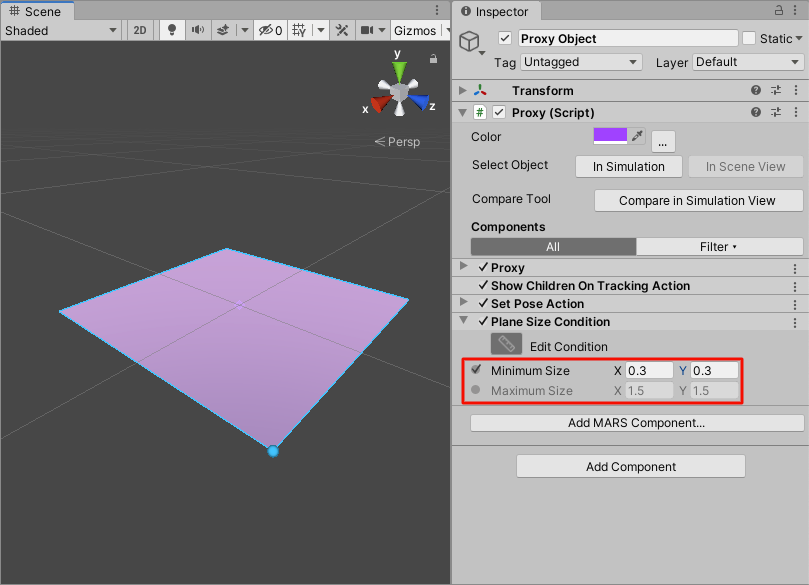 Scene
Shaded
2D
0
Gizmos
y
x
z
Persp
Inspector
Proxy Object
Static
Tag Untagged Layer Default
Transform
# Proxy (Script)
Color
...
Select Object In Simulation In Scene View
Compare Tool Compare in Simulation View
Components
All Filter
Proxy
Show Children On Tracking Action
Set Pose Action
Plane Size Condition
Edit Condition
Minimum Size X 0.3 Y 0.3
Maximum Size X 1.5 Y 1.5
Add MARS Component...
Add Component